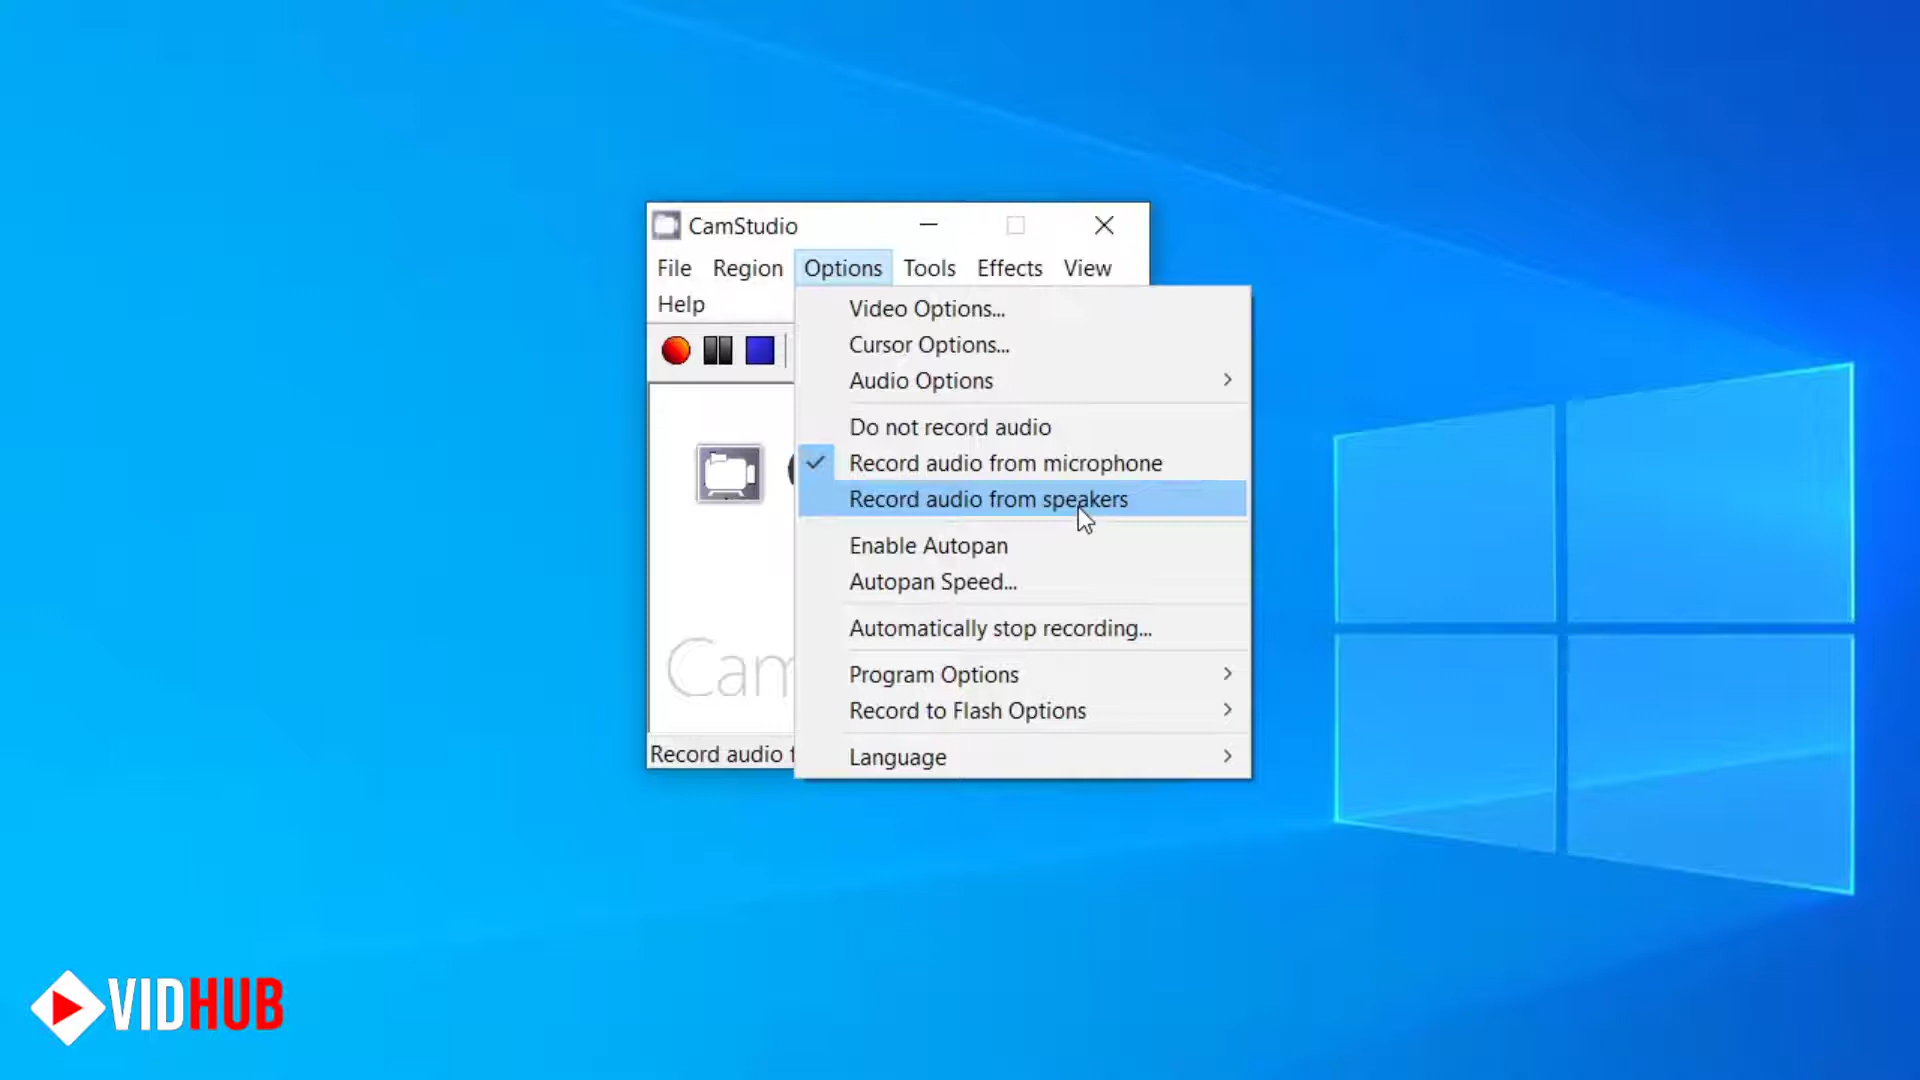 CamStudio
File Region Options Tools Effects View
Help
Video Options...
Cursor Options...
Audio Options
Do not record audio
Record audio from microphone
Record audio from speakers
Enable Autopan
Autopan Speed...
Automatically stop recording...
Program Options
Record to Flash Options
Language
Cam
Record audio f
VIDHUB